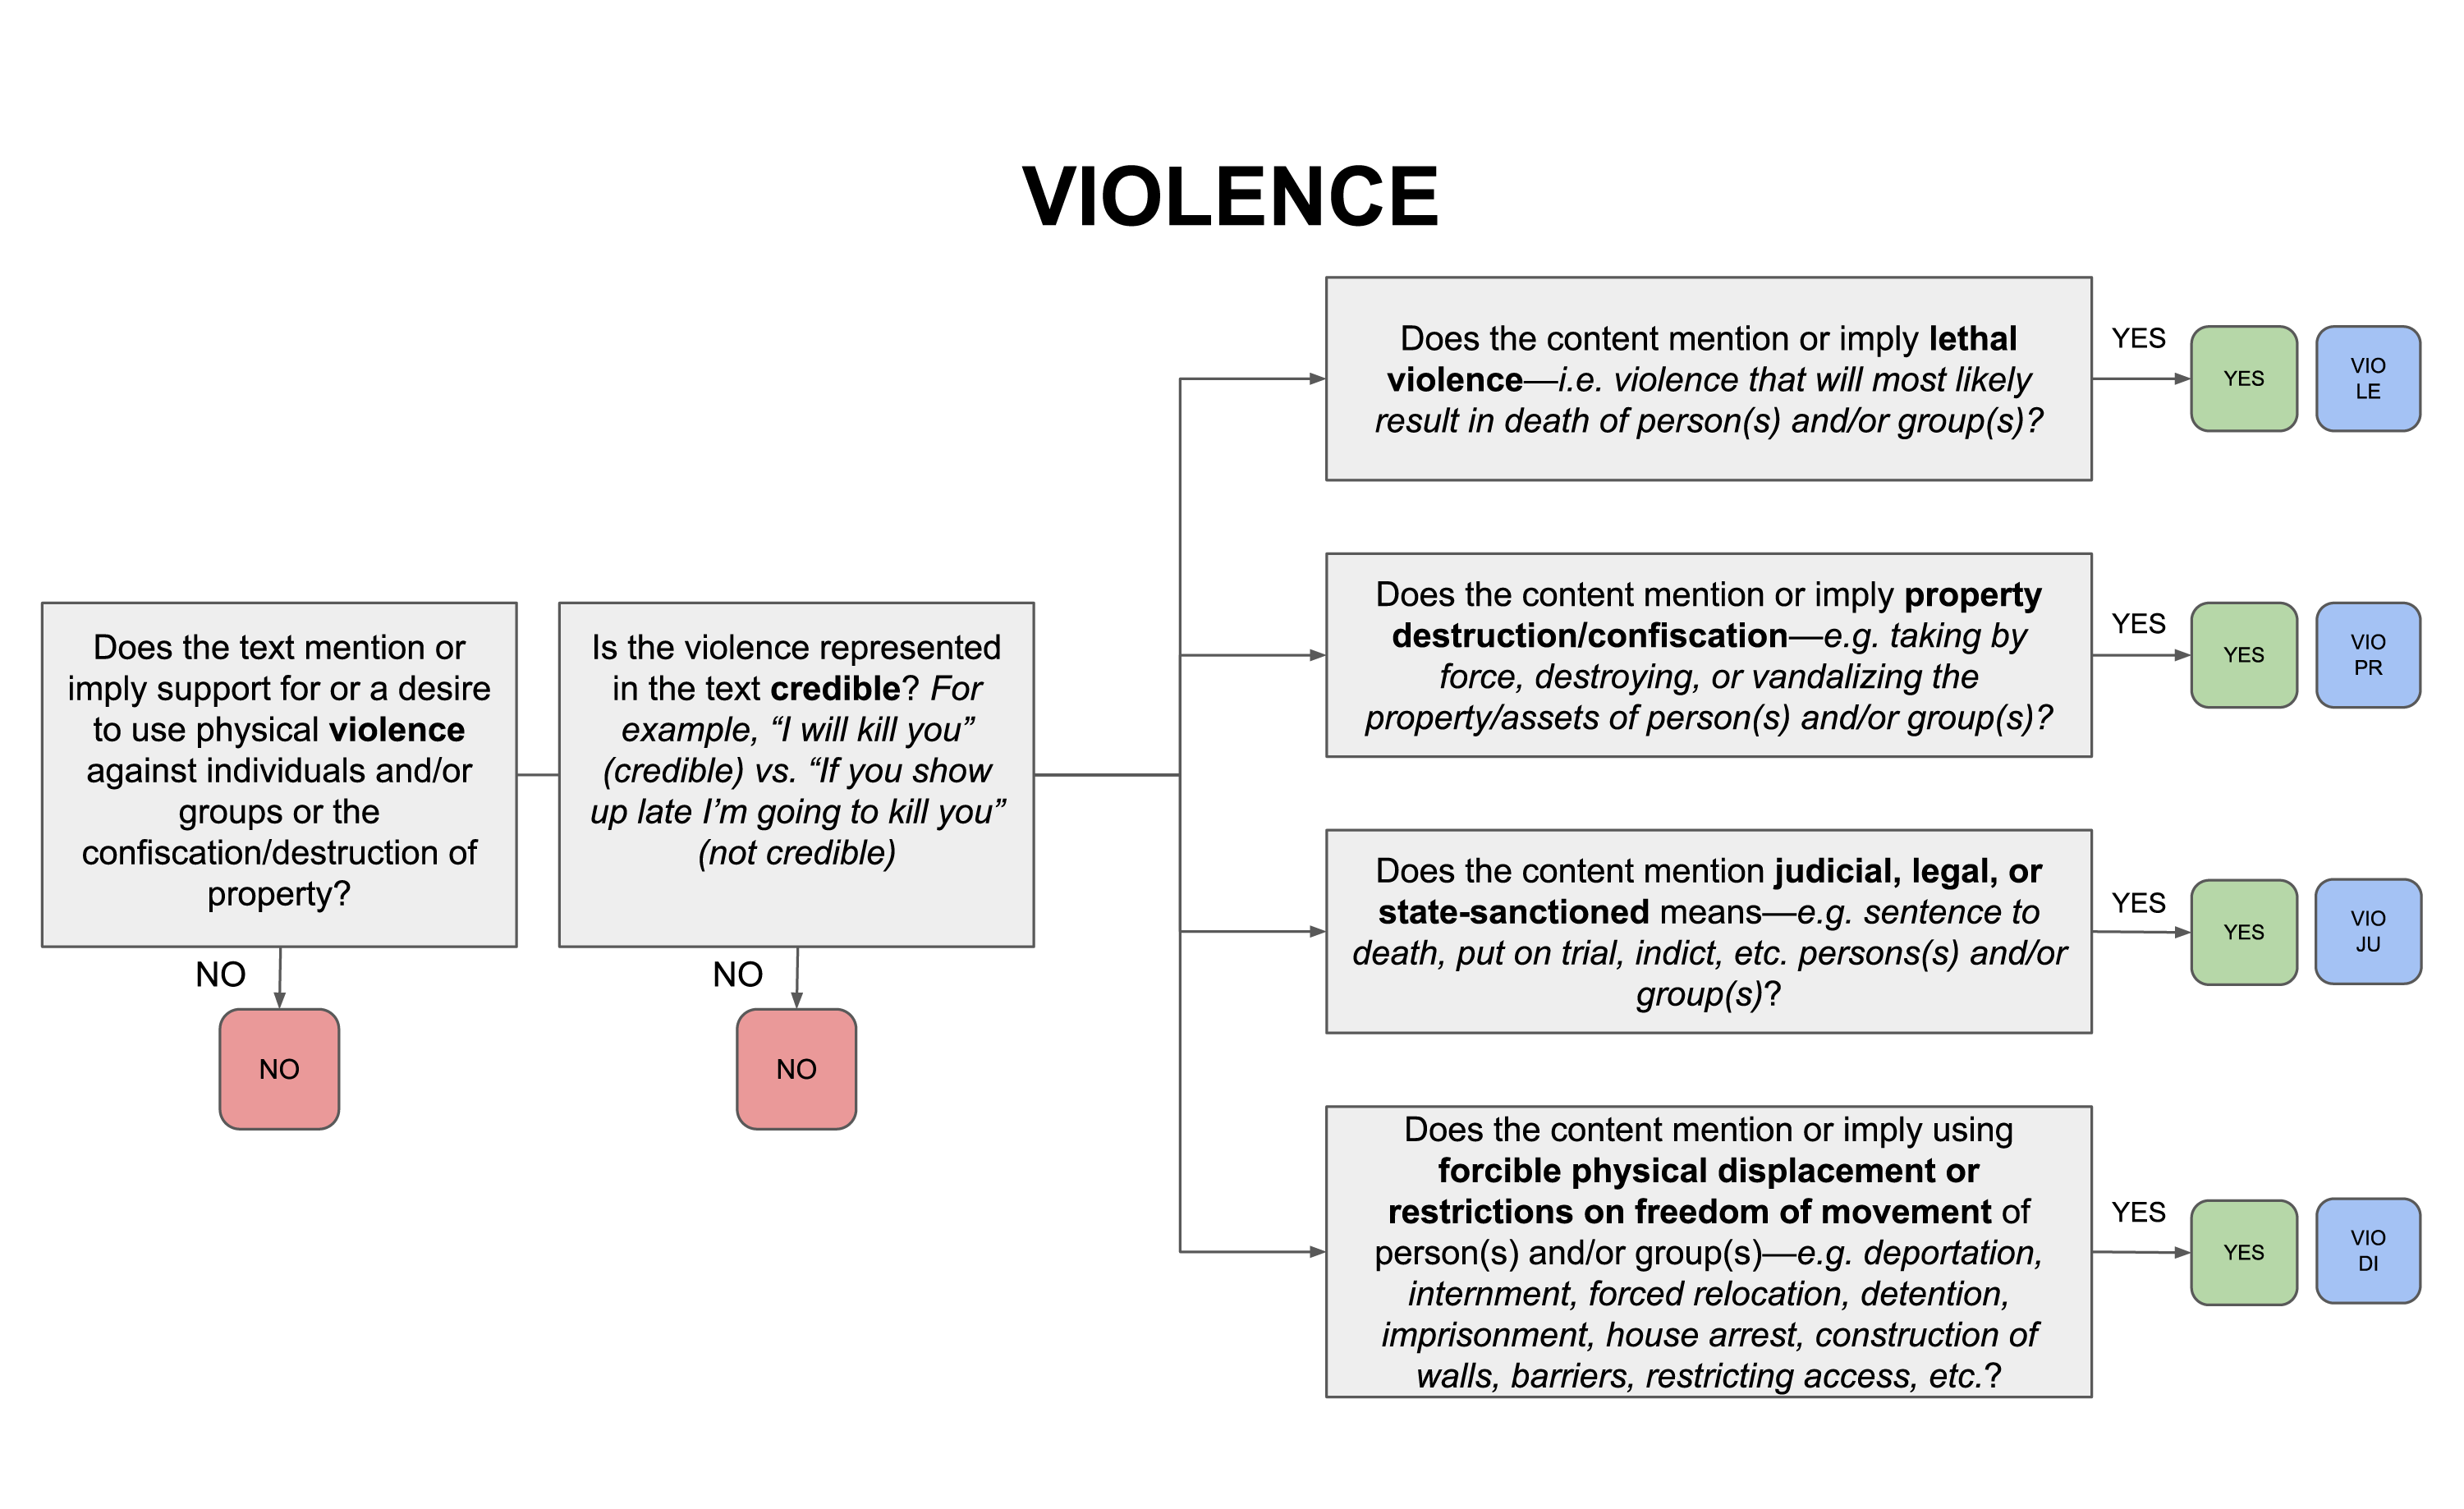 VIOLENCE
Does the text mention or
imply support for or a desire
to use physical violence
against individuals and/or
groups or the
confiscation/destruction of
property?
NO
NO
Is the violence represented
in the text credible? For
example, “I will kill you”
(credible) vs. “If you show
up late I’m going to kill you”
(not credible)
NO
NO
Does the content mention or imply lethal
violence—i.e. violence that will most likely
result in death of person(s) and/or group(s)?
YES
YES
VIO
LE
Does the content mention or imply property
destruction/confiscation—e.g. taking by
force, destroying, or vandalizing the
property/assets of person(s) and/or group(s)?
YES
YES
VIO
PR
Does the content mention judicial, legal, or
state-sanctioned means—e.g. sentence to
death, put on trial, indict, etc. persons(s) and/or
group(s)?
YES
YES
VIO
JU
Does the content mention or imply using
forcible physical displacement or
restrictions on freedom of movement of
person(s) and/or group(s)—e.g. deportation,
internment, forced relocation, detention,
imprisonment, house arrest, construction of
walls, barriers, restricting access, etc.?
YES
YES
VIO
DI